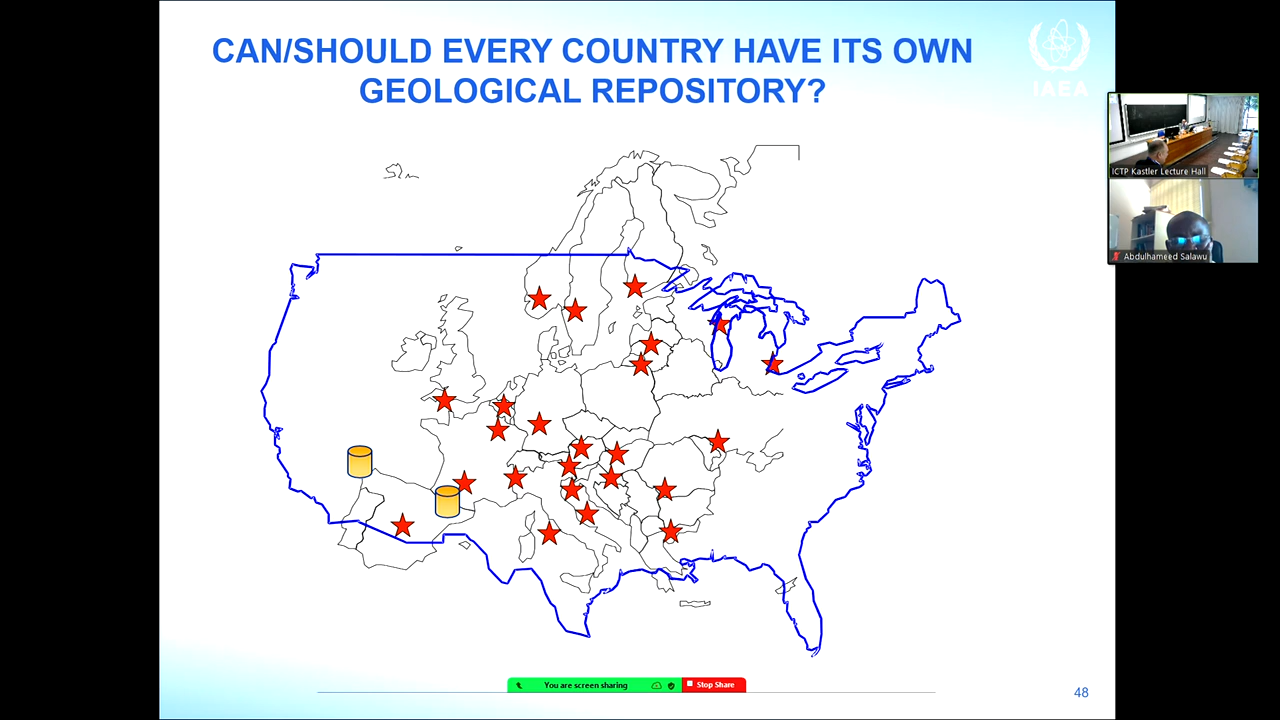 CAN/SHOULD EVERY COUNTRY HAVE ITS OWN
GEOLOGICAL REPOSITORY?
IAEA
ICTP Kastler Lecture Hall
Abdulhameed Salawu
You are screen sharing
Stop Share
48